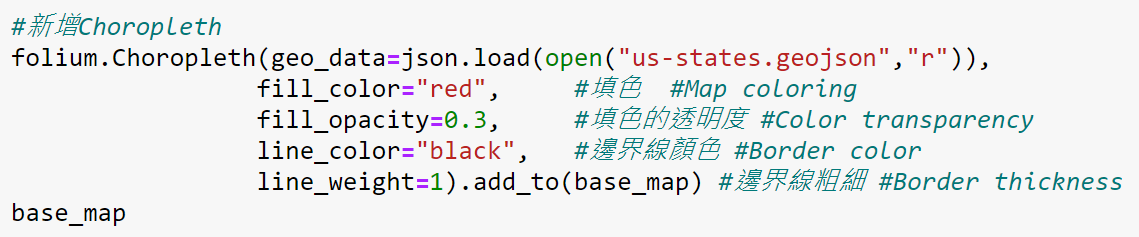 #新增Choropleth
folium.Choropleth(geo_data=json.load(open("us-states.geojson","r")),
fill_color="red", #填色 #Map coloring
fill_opacity=0.3, #填色的透明度 #Color transparency
line_color="black", #邊界線顏色 #Border color
line_weight=1).add_to(base_map) #邊界線粗細 #Border thickness
base_map